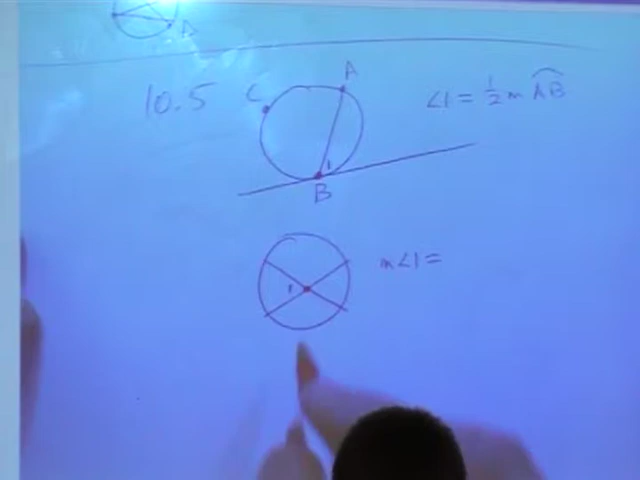 D
10.5
C
A
∠1 = 1/2 m AB
1
B
1
m∠1 =